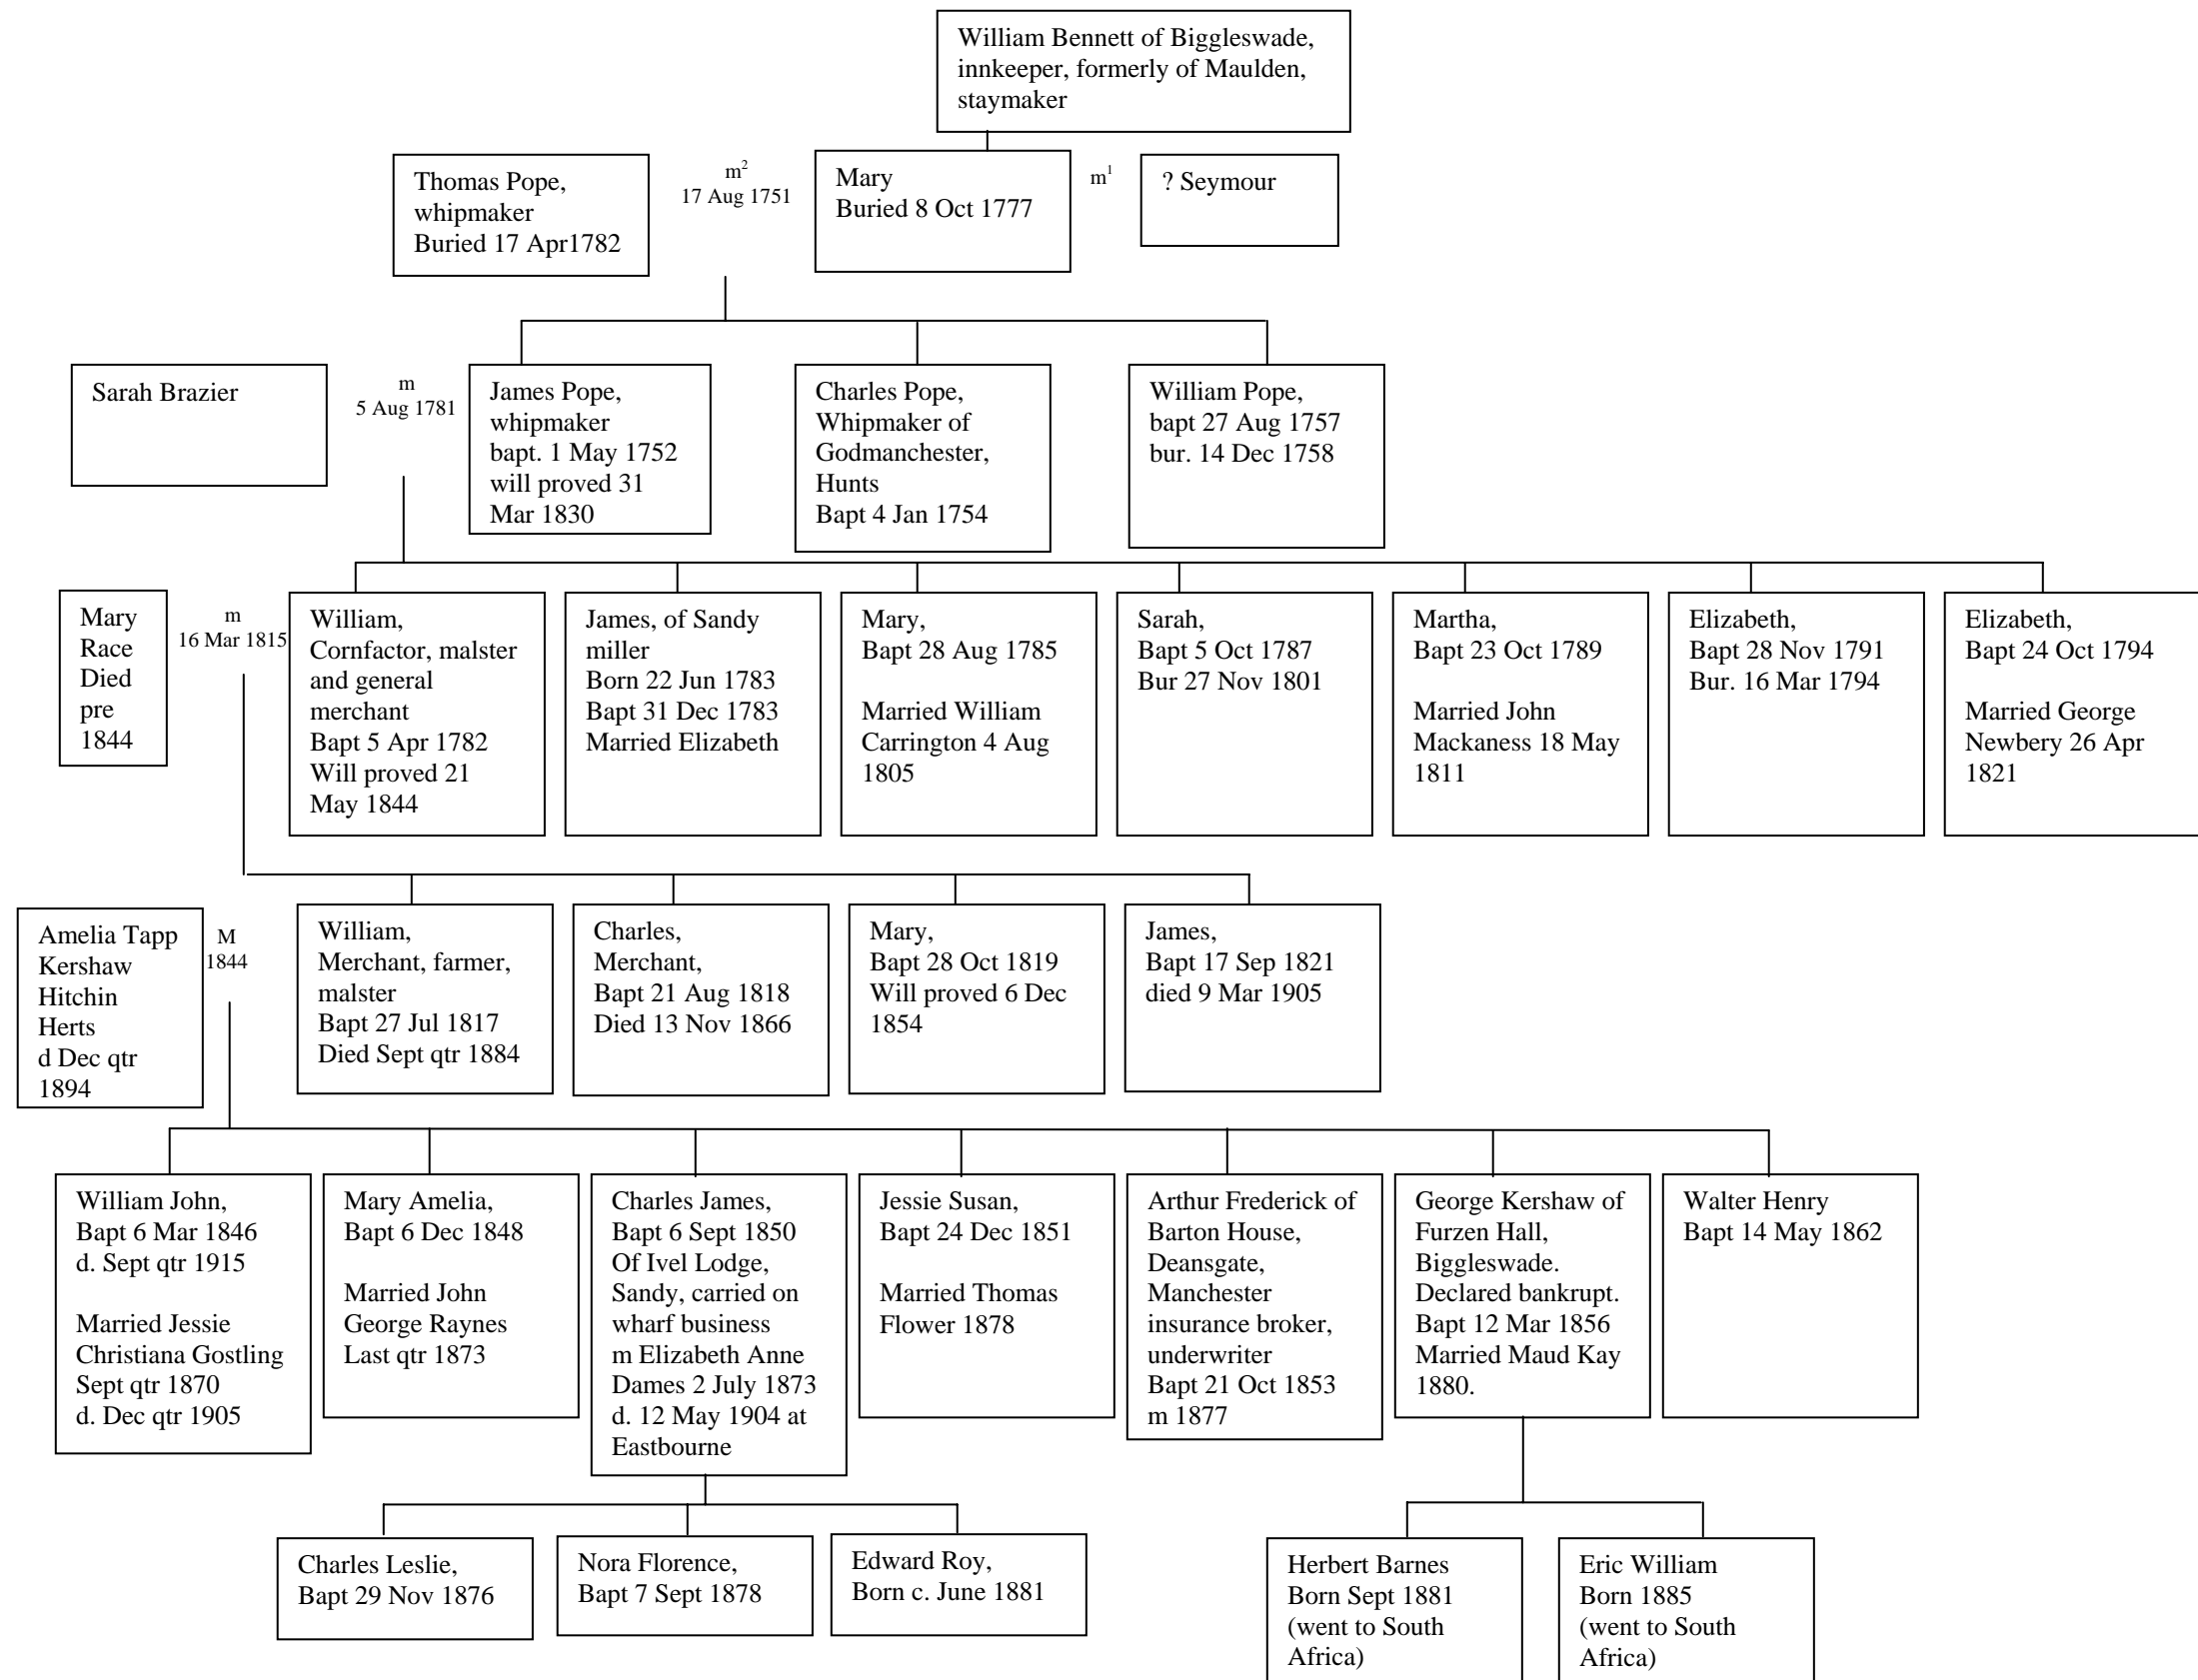 William Bennett of Biggleswade,
innkeeper, formerly of Maulden,
staymaker
Thomas Pope,
whipmaker
Buried 17 Apr1782
m2
17 Aug 1751
Mary
Buried 8 Oct 1777
m1
? Seymour
Sarah Brazier
m
5 Aug 1781
James Pope,
whipmaker
bapt. 1 May 1752
will proved 31
Mar 1830
Charles Pope,
Whipmaker of
Godmanchester,
Hunts
Bapt 4 Jan 1754
William Pope,
bapt 27 Aug 1757
bur. 14 Dec 1758
Mary
Race
Died
pre
1844
m
16 Mar 1815
William,
Cornfactor, malster
and general
merchant
Bapt 5 Apr 1782
Will proved 21
May 1844
James, of Sandy
miller
Born 22 Jun 1783
Bapt 31 Dec 1783
Married Elizabeth
Mary,
Bapt 28 Aug 1785
Married William
Carrington 4 Aug
1805
Sarah,
Bapt 5 Oct 1787
Bur 27 Nov 1801
Martha,
Bapt 23 Oct 1789
Married John
Mackaness 18 May
1811
Elizabeth,
Bapt 28 Nov 1791
Bur. 16 Mar 1794
Elizabeth,
Bapt 24 Oct 1794
Married George
Newbery 26 Apr
1821
Amelia Tapp
Kershaw
Hitchin
Herts
d Dec qtr
1894
M
1844
William,
Merchant, farmer,
malster
Bapt 27 Jul 1817
Died Sept qtr 1884
Charles,
Merchant,
Bapt 21 Aug 1818
Died 13 Nov 1866
Mary,
Bapt 28 Oct 1819
Will proved 6 Dec
1854
James,
Bapt 17 Sep 1821
died 9 Mar 1905
William John,
Bapt 6 Mar 1846
d. Sept qtr 1915
Married Jessie
Christiana Gostling
Sept qtr 1870
d. Dec qtr 1905
Mary Amelia,
Bapt 6 Dec 1848
Married John
George Raynes
Last qtr 1873
Charles James,
Bapt 6 Sept 1850
Of Ivel Lodge,
Sandy, carried on
wharf business
m Elizabeth Anne
Dames 2 July 1873
d. 12 May 1904 at
Eastbourne
Jessie Susan,
Bapt 24 Dec 1851
Married Thomas
Flower 1878
Arthur Frederick of
Barton House,
Deansgate,
Manchester
insurance broker,
underwriter
Bapt 21 Oct 1853
m 1877
George Kershaw of
Furzen Hall,
Biggleswade.
Declared bankrupt.
Bapt 12 Mar 1856
Married Maud Kay
1880.
Walter Henry
Bapt 14 May 1862
Charles Leslie,
Bapt 29 Nov 1876
Nora Florence,
Bapt 7 Sept 1878
Edward Roy,
Born c. June 1881
Herbert Barnes
Born Sept 1881
(went to South
Africa)
Eric William
Born 1885
(went to South
Africa)